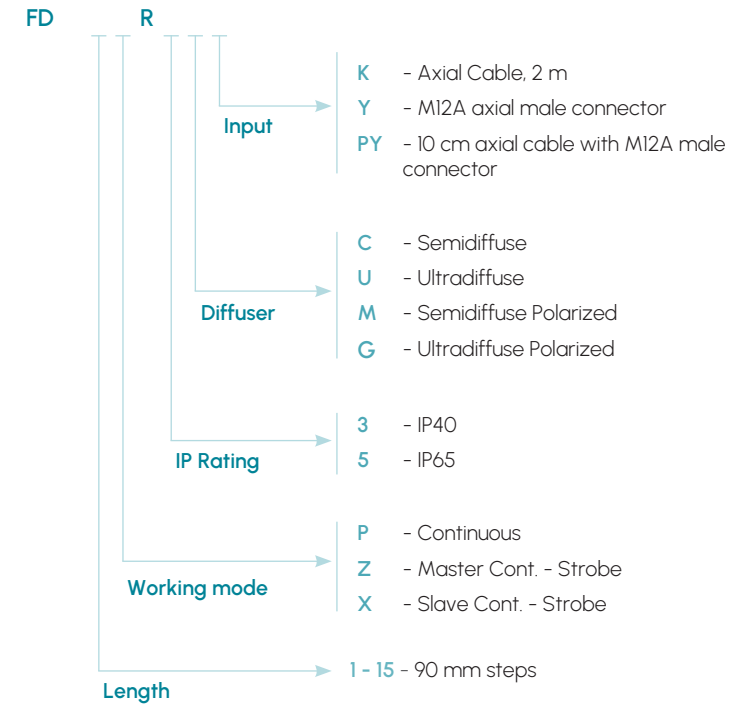 FD R
K - Axial Cable, 2 m
Y - M12A axial male connector
PY - 10 cm axial cable with M12A male
connector
Input
C - Semidiffuse
U - Ultradiffuse
M - Semidiffuse Polarized
G - Ultradiffuse Polarized
Diffuser
3 - IP40
5 - IP65
IP Rating
P - Continuous
Z - Master Cont. - Strobe
X - Slave Cont. - Strobe
Working mode
1 - 15 - 90 mm steps
Length